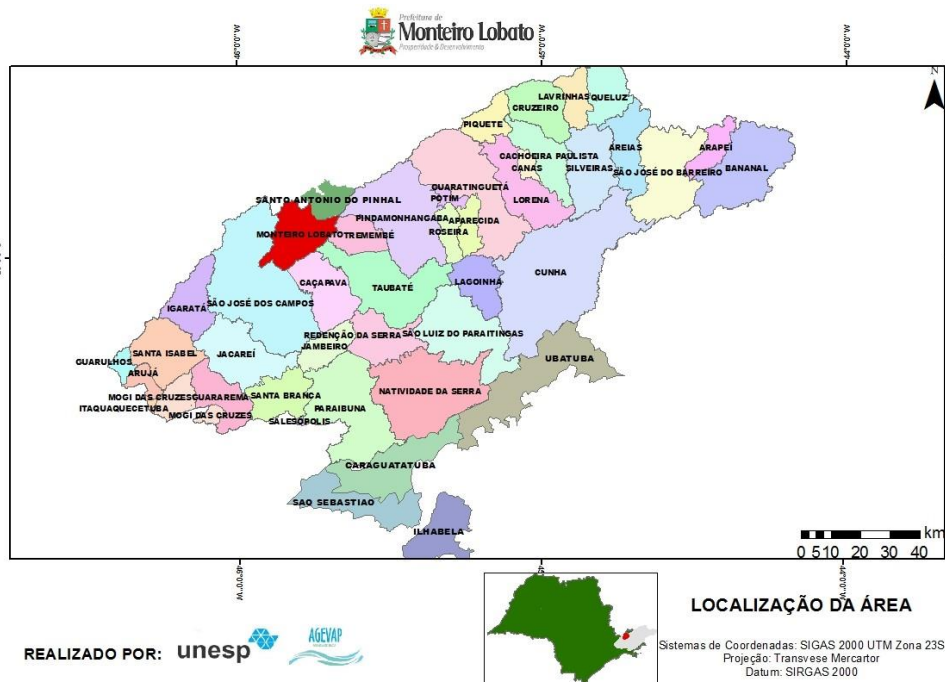 Prefeitura de
Monteiro Lobato
Prosperidade & Desenvolvimento
46°0'0"W
45°0'0"W
44°0'0"W
N
LAVRINHAS
QUELUZ
CRUZEIRO
PIQUETE
AREIAS
ARAPEÍ
CACHOEIRA PAULISTA
CANAS
SILVEIRAS
SÃO JOSÉ DO BARREIRO
BANANAL
GUARATINGUETÁ
POTIM
LORENA
SANTO ANTONIO DO PINHAL
PINDAMONHANGABA
APARECIDA
ROSEIRA
MONTEIRO LOBATO
TREMEMBÉ
CUNHA
CAÇAPAVA
TAUBATÉ
LAGOINHA
SÃO JOSÉ DOS CAMPOS
IGARATÁ
REDENÇÃO DA SERRA
SÃO LUIZ DO PARAITINGAS
JAMBEIRO
SANTA ISABEL
JACAREÍ
UBATUBA
GUARULHOS
ARUJÁ
MOGI DAS CRUZES
GUARAREMA
SANTA BRANCA
NATIVIDADE DA SERRA
ITAQUAQUECETUBA
MOGI DAS CRUZES
PARAIBUNA
SALESÓPOLIS
CARAGUATATUBA
SAO SEBASTIAO
ILHABELA
km
0 5 10 20 30 40
46°0'0"W
44°0'0"W
LOCALIZAÇÃO DA ÁREA
REALIZADO POR:
unesp
AGEVAP
Sistemas de Coordenadas: SIGAS 2000 UTM Zona 23S
Projeção: Transvese Mercartor
Datum: SIRGAS 2000